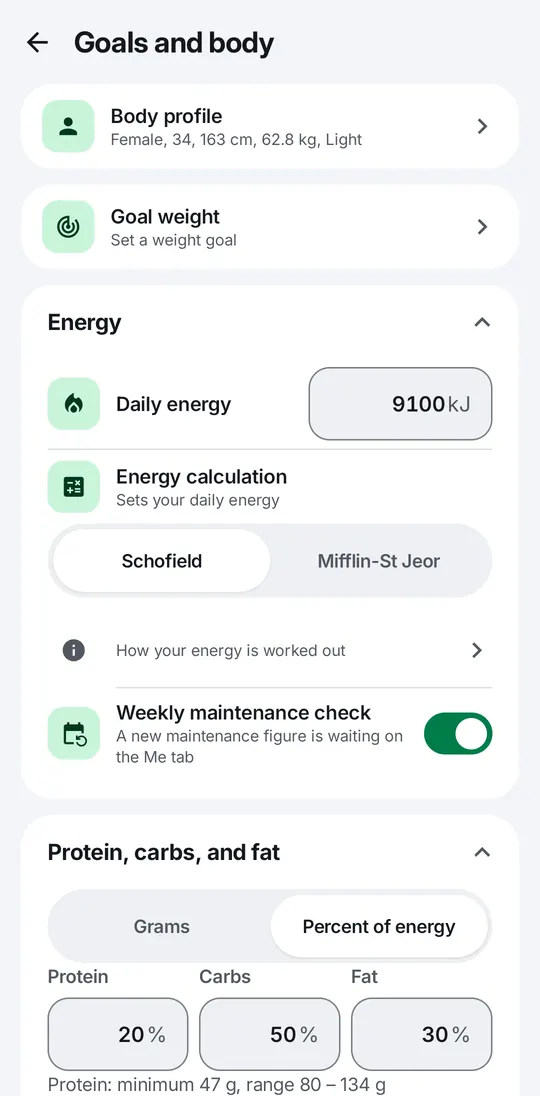 Goals and body
Body profile
Female, 34, 163 cm, 62.8 kg, Light
Goal weight
Set a weight goal
Energy
Daily energy
9100 kJ
Energy calculation
Sets your daily energy
Schofield
Mifflin-St Jeor
How your energy is worked out
Weekly maintenance check
A new maintenance figure is waiting on
the Me tab
Protein, carbs, and fat
Grams
Percent of energy
Protein Carbs Fat
20 % 50 % 30 %
Protein: minimum 47 g, range 80 – 134 g